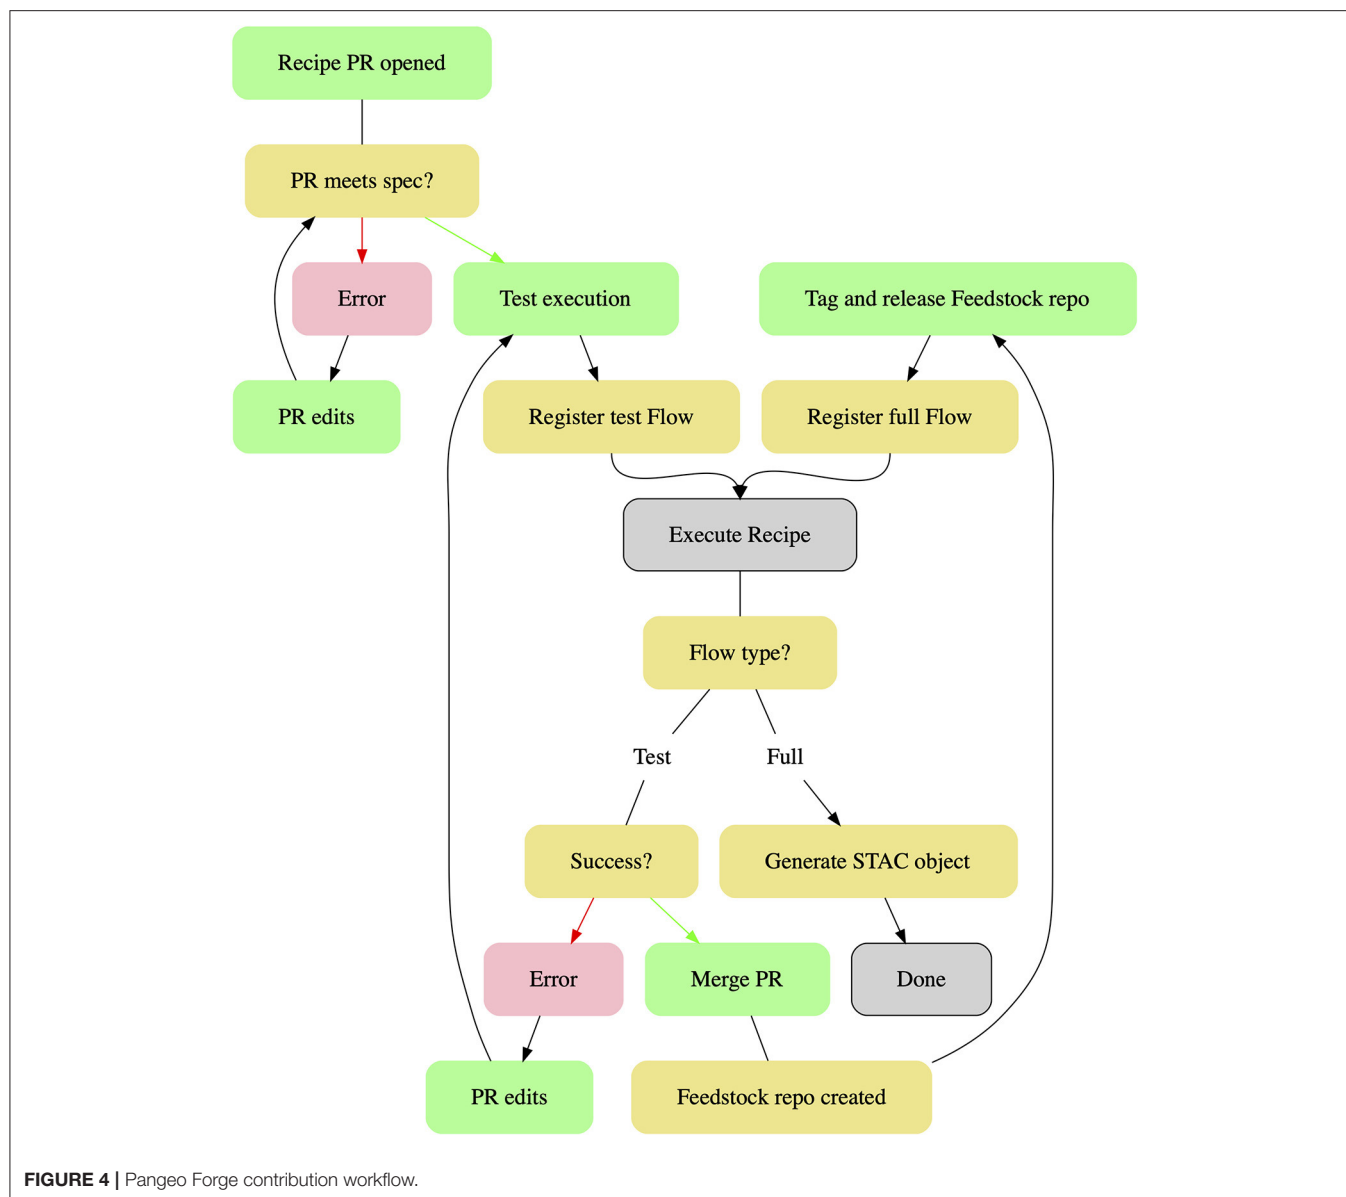 Recipe PR opened
PR meets spec?
Error
Test execution
Tag and release Feedstock repo
PR edits
Register test Flow
Register full Flow
Execute Recipe
Flow type?
Test
Full
Success?
Generate STAC object
Error
Merge PR
Done
PR edits
Feedstock repo created
FIGURE 4 | Pangeo Forge contribution workflow.